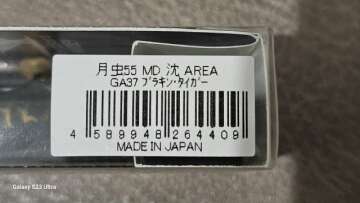 月虫55 MD 沈 AREA
GA37 ﾌﾞﾗｷﾝ･ﾀｲｶﾞｰ
4 589948 264409
MADE IN JAPAN
Galaxy S23 Ultra